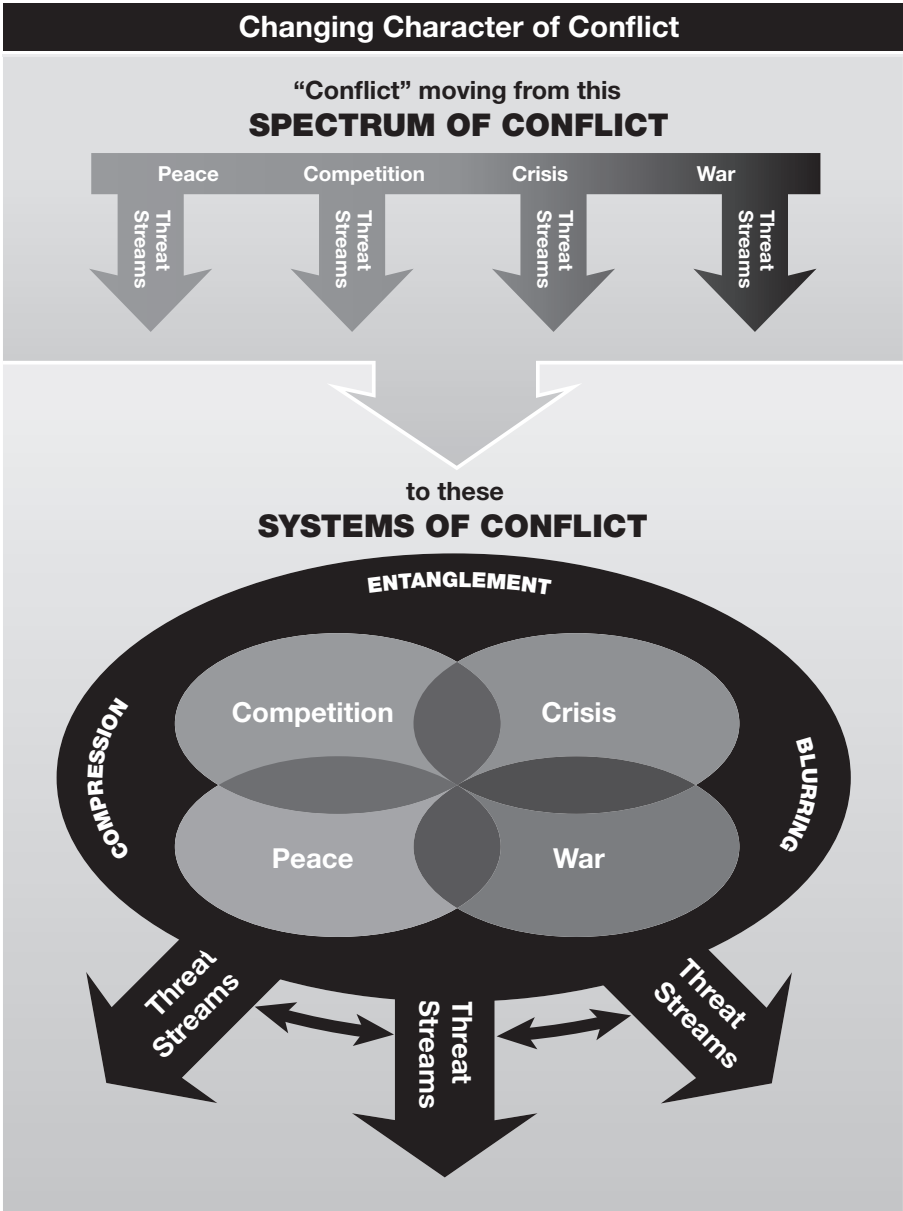 Changing Character of Conflict
“Conflict” moving from this
SPECTRUM OF CONFLICT
Peace
Competition
Crisis
War
Threat
Streams
Threat
Streams
Threat
Streams
Threat
Streams
to these
SYSTEMS OF CONFLICT
ENTANGLEMENT
COMPRESSION
BLURRING
Competition
Crisis
Peace
War
Threat
Streams
Threat
Streams
Threat
Streams